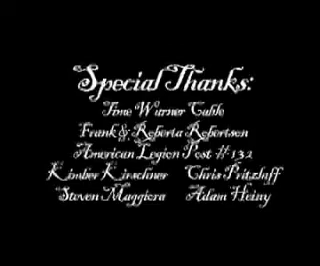 Special Thanks:
Time Warner Cable
Frank & Roberta Robertson
American Legion Post #132
Kimber Kirschner Chris Pritzlaff
Steven Maggiora Adam Heiny